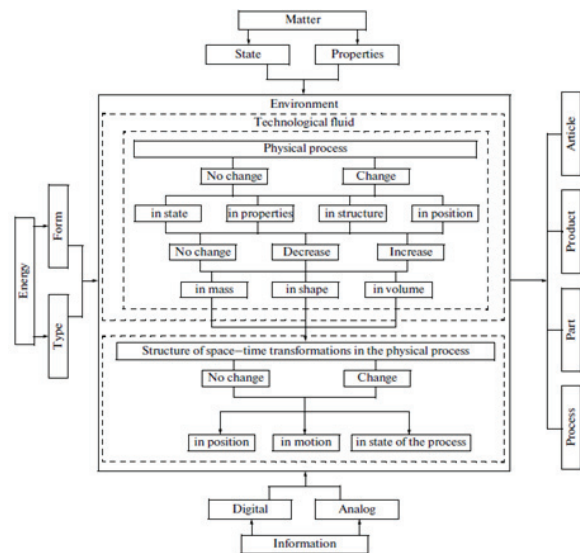 Matter
State
Properties
Environment
Technological fluid
Physical process
No change
Change
in state
in properties
in structure
in position
No change
Decrease
Increase
in mass
in shape
in volume
Structure of space–time transformations in the physical process
No change
Change
in position
in motion
in state of the process
Energy
Form
Type
Article
Product
Part
Process
Digital
Analog
Information